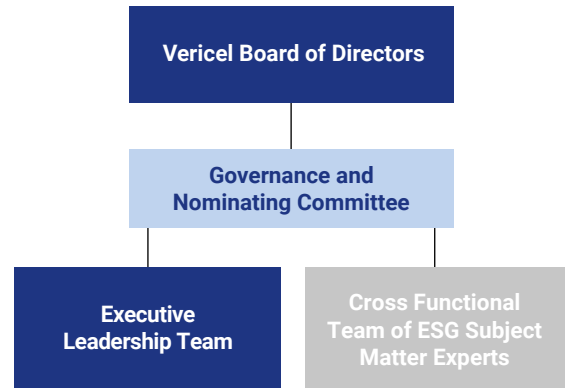 Vericel Board of Directors
Governance and
Nominating Committee
Executive
Leadership Team
Cross Functional
Team of ESG Subject
Matter Experts